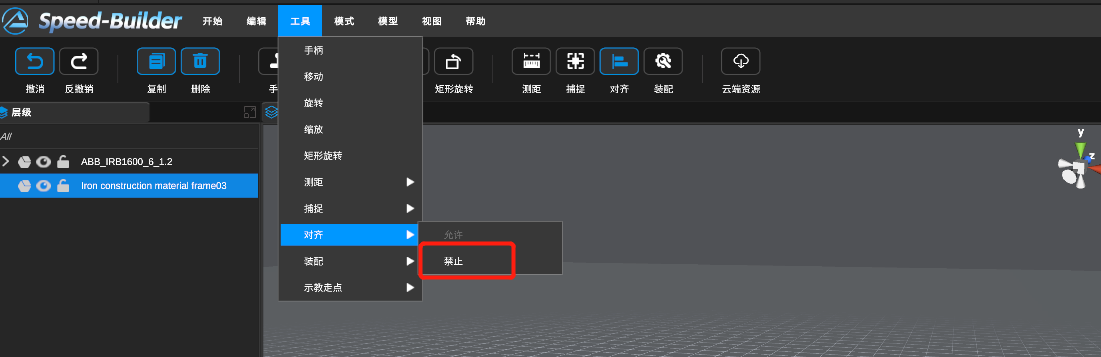 Speed-Builder 开始 编辑 工具 模式 模型 视图 帮助
撤消 反撤销 复制 删除 手 矩形旋转 测距 捕捉 对齐 装配 云端资源
层级
All
ABB_IRB1600_6_1.2
Iron construction material frame03
手柄
移动
旋转
缩放
矩形旋转
测距
捕捉
对齐
装配
示教走点
允许
禁止
y
z